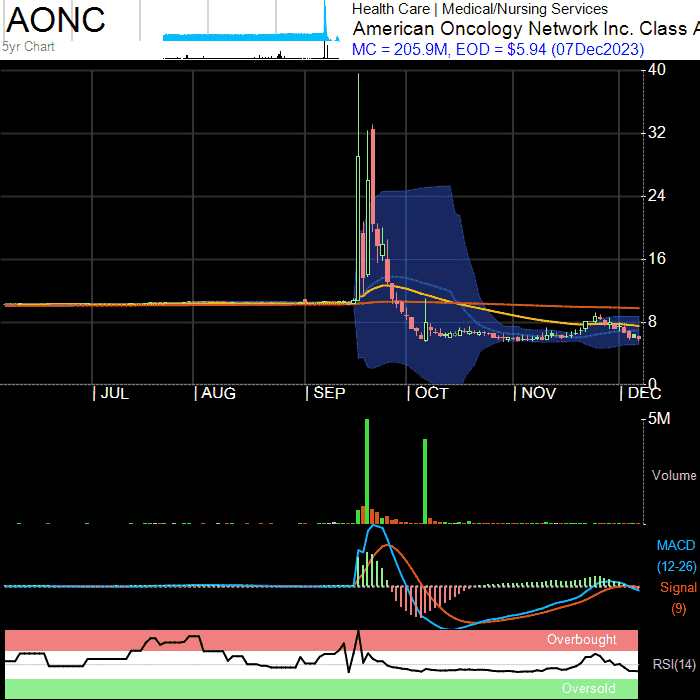 AONC
5yr Chart
Health Care | Medical/Nursing Services
American Oncology Network Inc. Class A
MC = 205.9M, EOD = $5.94 (07Dec2023)
40
32
24
16
8
0
| JUL
| AUG
| SEP
| OCT
| NOV
| DEC
5M
Volume
MACD
(12-26)
Signal
(9)
Overbought
RSI(14)
Oversold